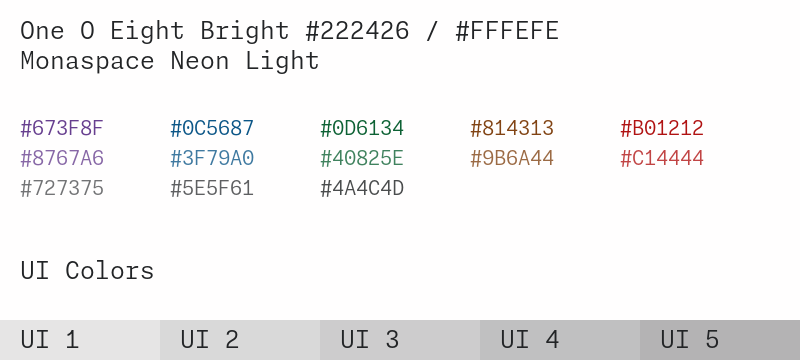 One O Eight Bright #222426 / #FFFEFE
Monaspace Neon Light
#673F8F #0C5687 #0D6134 #814313 #B01212
#8767A6 #3F79A0 #40825E #9B6A44 #C14444
#727375 #5E5F61 #4A4C4D
UI Colors
UI 1 UI 2 UI 3 UI 4 UI 5